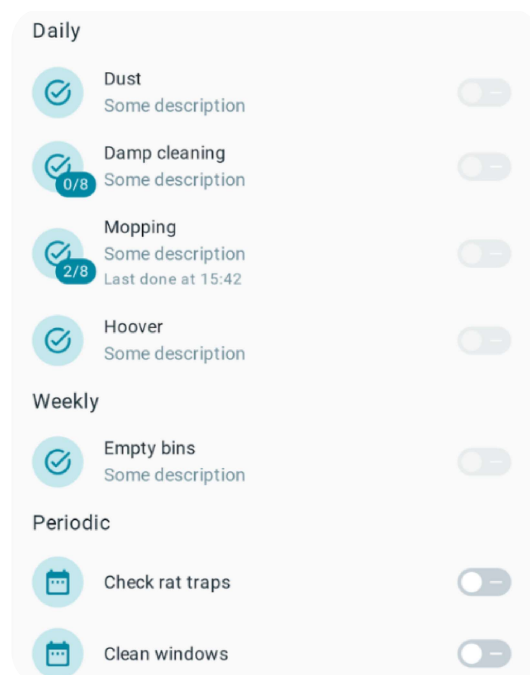 Daily
Dust
Some description
Damp cleaning
0/8
Some description
Mopping
Some description
2/8
Last done at 15:42
Hoover
Some description
Weekly
Empty bins
Some description
Periodic
Check rat traps
Clean windows